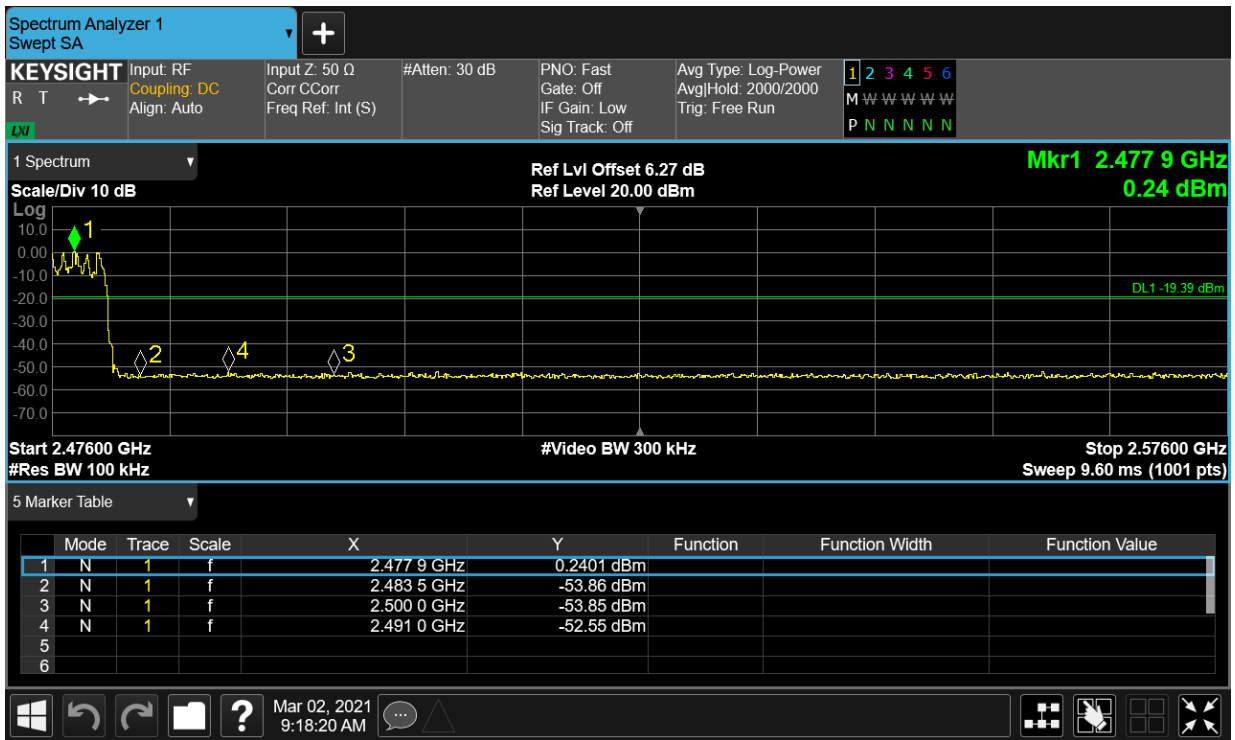 Spectrum Analyzer 1
Swept SA
+
KEYSIGHT Input: RF Input Z: 50 Ω #Atten: 30 dB PNO: Fast Avg Type: Log-Power 1 2 3 4 5 6
R T Coupling: DC Corr CCorr Gate: Off Avg|Hold: 2000/2000 M W W W W W
Align: Auto Freq Ref: Int (S) IF Gain: Low Trig: Free Run
LXI Sig Track: Off P N N N N N
1 Spectrum Ref Lvl Offset 6.27 dB Mkr1 2.477 9 GHz
Scale/Div 10 dB Ref Level 20.00 dBm 0.24 dBm
Log
10.0 1
0.00
-10.0
-20.0 DL1 -19.39 dBm
-30.0
-40.0
2 4 3
-50.0
-60.0
-70.0
Start 2.47600 GHz #Video BW 300 kHz Stop 2.57600 GHz
#Res BW 100 kHz Sweep 9.60 ms (1001 pts)
5 Marker Table
Mode Trace Scale X Y Function Function Width Function Value
1 N 1 f 2.477 9 GHz 0.2401 dBm
2 N 1 f 2.483 5 GHz -53.86 dBm
3 N 1 f 2.500 0 GHz -53.85 dBm
4 N 1 f 2.491 0 GHz -52.55 dBm
5
6
? Mar 02, 2021
9:18:20 AM